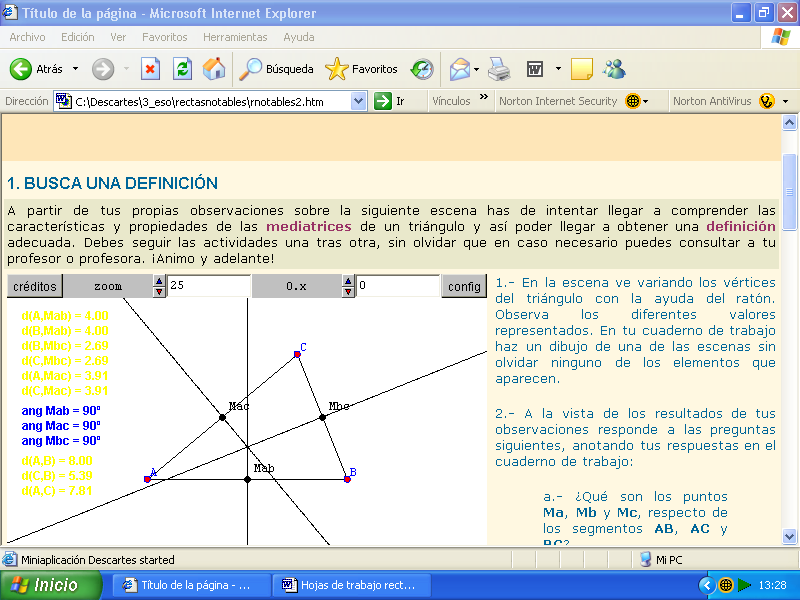 Título de la página - Microsoft Internet Explorer
Archivo Edición Ver Favoritos Herramientas Ayuda
Atrás Búsqueda Favoritos
Dirección C:\Descartes\3_eso\rectasnotables\rnotables2.htm Ir Vínculos » Norton Internet Security Norton AntiVirus
1. BUSCA UNA DEFINICIÓN
A partir de tus propias observaciones sobre la siguiente escena has de intentar llegar a comprender las
características y propiedades de las mediatrices de un triángulo y así poder llegar a obtener una definición
adecuada. Debes seguir las actividades una tras otra, sin olvidar que en caso necesario puedes consultar a tu
profesor o profesora. ¡Animo y adelante!
créditos zoom 25 0.x 0 config
d(A,Mab) = 4.00
d(B,Mab) = 4.00
d(B,Mbc) = 2.69
d(C,Mbc) = 2.69
d(A,Mac) = 3.91
d(C,Mac) = 3.91
ang Mab = 90º
ang Mac = 90º
ang Mbc = 90º
d(A,B) = 8.00
d(C,B) = 5.39
d(A,C) = 7.81
C
Mac Mbc
A Mab B
1.- En la escena ve variando los vértices
del triángulo con la ayuda del ratón.
Observa los diferentes valores
representados. En tu cuaderno de trabajo
haz un dibujo de una de las escenas sin
olvidar ninguno de los elementos que
aparecen.
2.- A la vista de los resultados de tus
observaciones responde a las preguntas
siguientes, anotando tus respuestas en el
cuaderno de trabajo:
a.- ¿Qué son los puntos
Ma, Mb y Mc, respecto de
los segmentos AB, AC y
BC?
Miniaplicación Descartes started Mi PC
Inicio Título de la página - ... Hojas de trabajo rect... 13:28